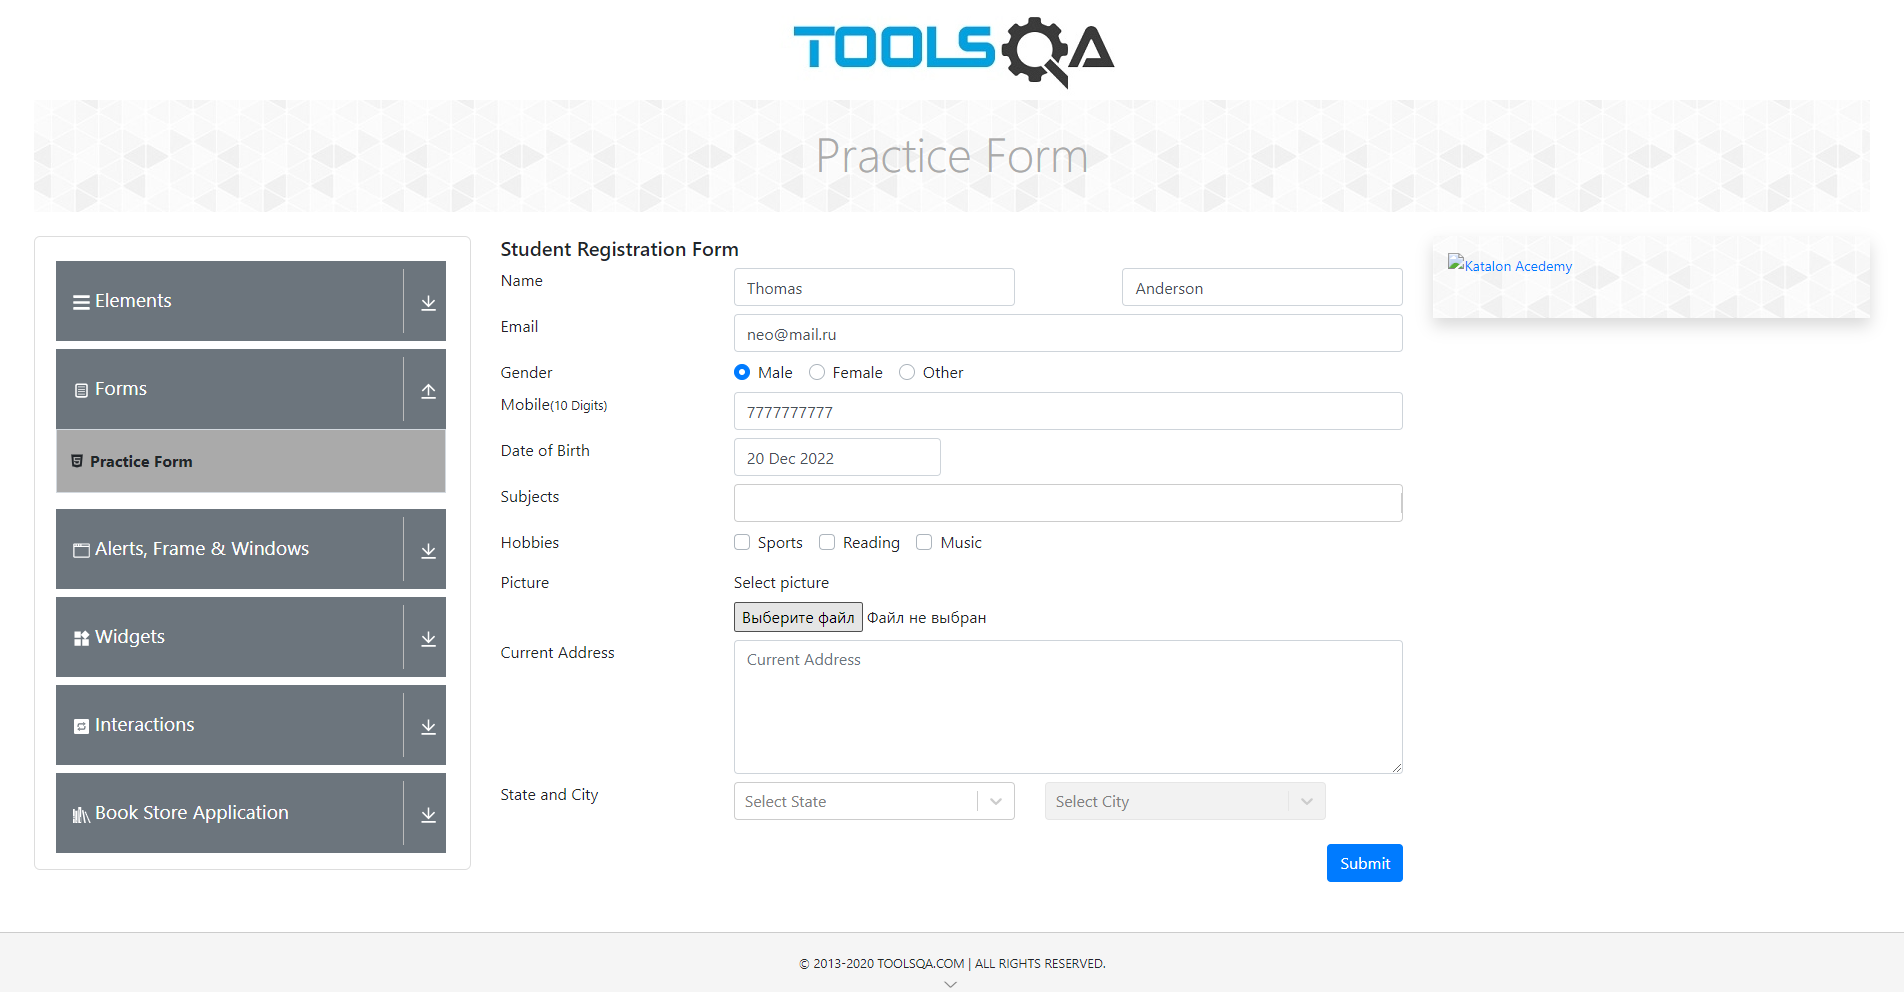 TOOLSQA
Practice Form
Elements
Forms
Practice Form
Alerts, Frame & Windows
Widgets
Interactions
Book Store Application
Student Registration Form
Name
Thomas
Anderson
Email
neo@mail.ru
Gender
Male
Female
Other
Mobile(10 Digits)
7777777777
Date of Birth
20 Dec 2022
Subjects
Hobbies
Sports
Reading
Music
Picture
Select picture
Выберите файл Файл не выбран
Current Address
Current Address
State and City
Select State
Select City
Submit
Katalon Acedemy
© 2013-2020 TOOLSQA.COM | ALL RIGHTS RESERVED.